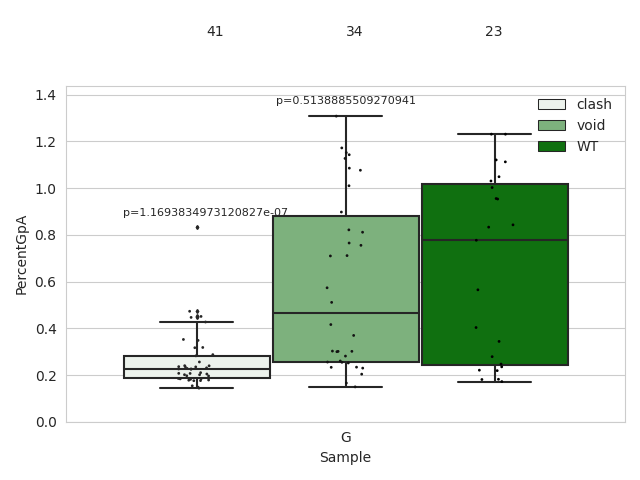 41 34 23
p=0.5138885509270941
p=1.1693834973120827e-07
clash
void
WT
1.4
1.2
1.0
0.8
0.6
0.4
0.2
0.0
PercentGpA
G
Sample